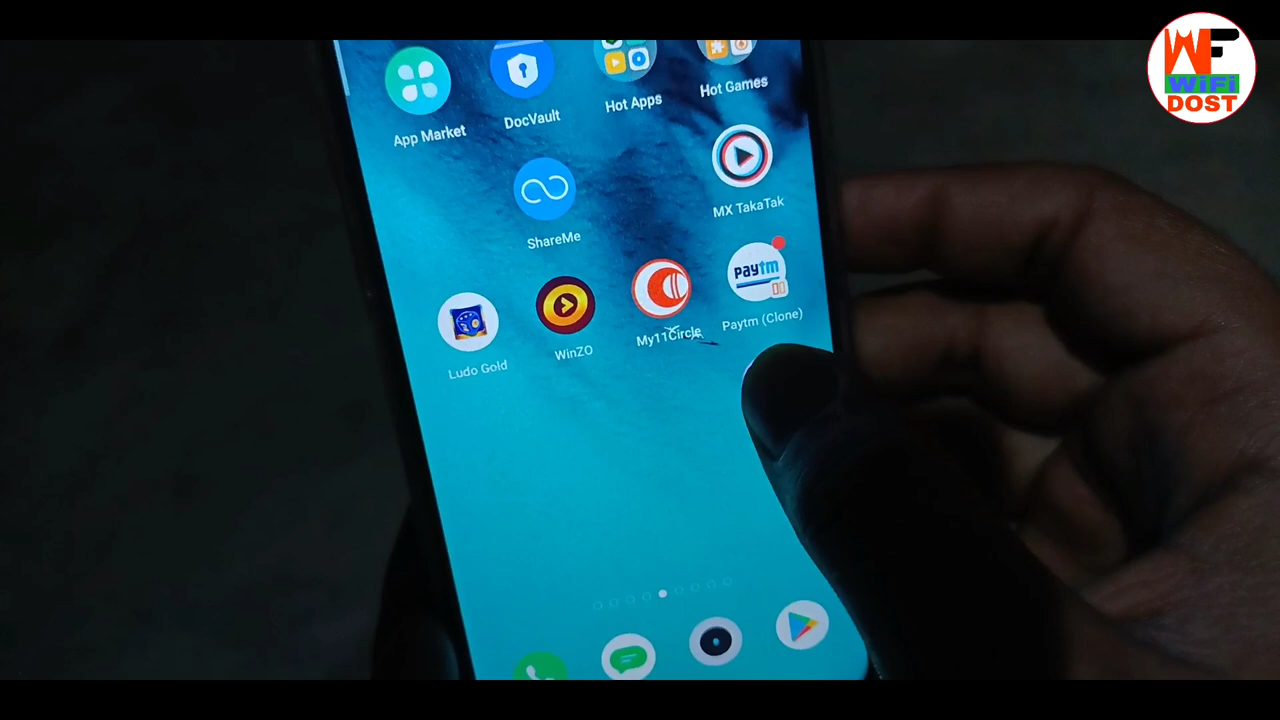 WF
WiFi
DOST
App Market
DocVault
Hot Apps
Hot Games
ShareMe
MX TakaTak
paytm
Ludo Gold
WinZO
My11Circle
Paytm (Clone)